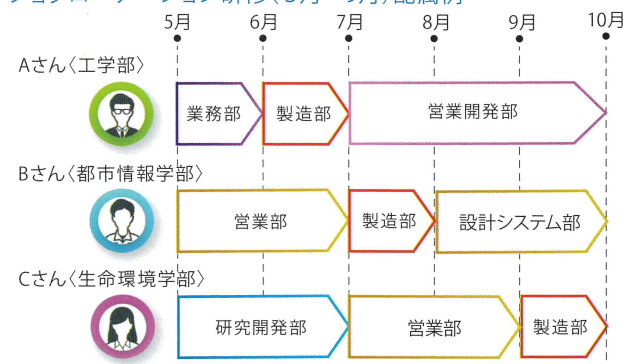 5月 6月 7月 8月 9月 10月
Aさん〈工学部〉
業務部 製造部 営業開発部
Bさん〈都市情報学部〉
営業部 製造部 設計システム部
Cさん〈生命環境学部〉
研究開発部 営業部 製造部